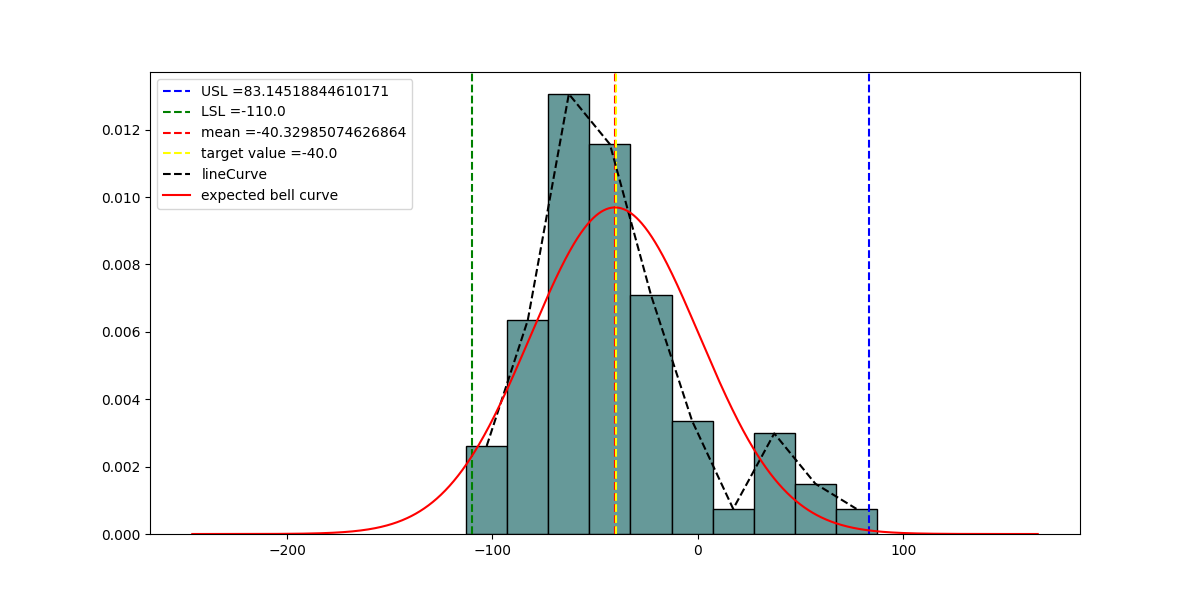 USL =83.14518844610171
LSL =-110.0
mean =-40.32985074626864
target value =-40.0
lineCurve
expected bell curve
0.012
0.010
0.008
0.006
0.004
0.002
0.000
−200
−100
0
100